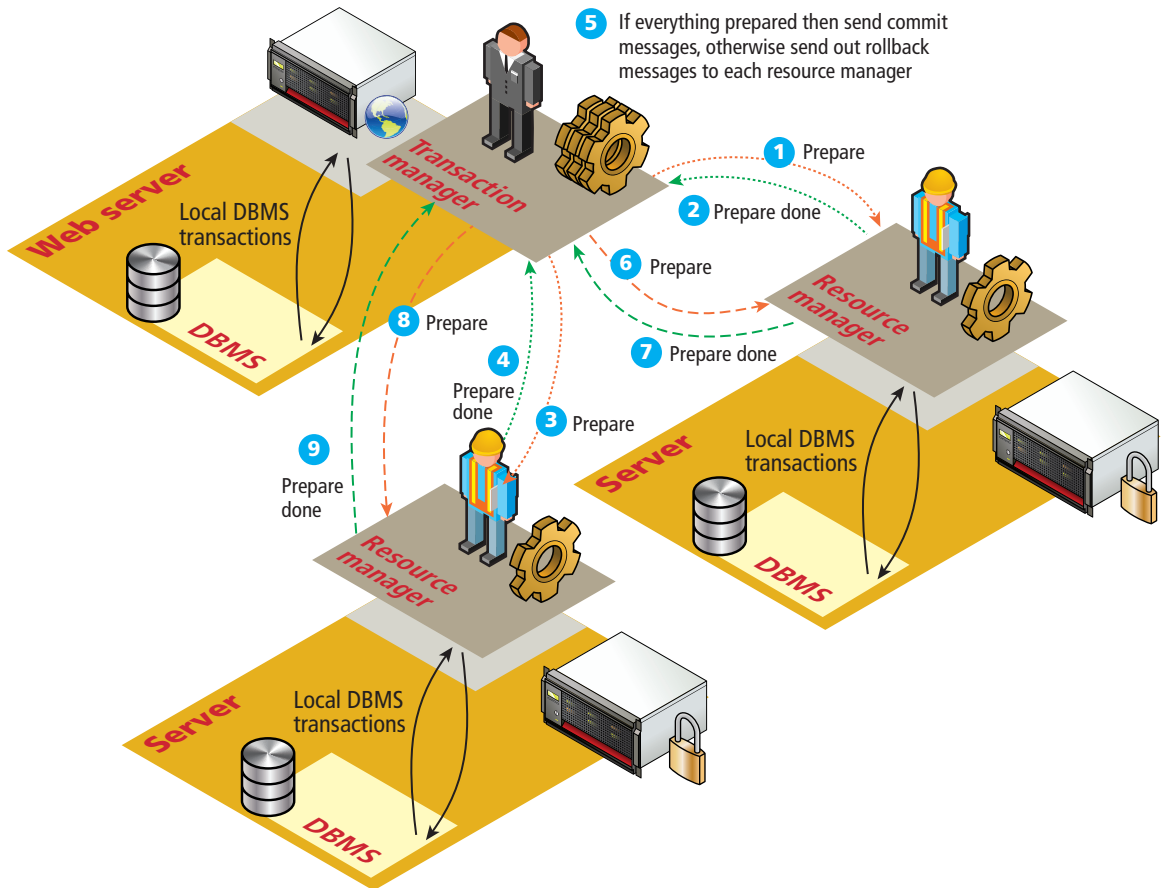 5 If everything prepared then send commit
messages, otherwise send out rollback
messages to each resource manager
Transaction
manager
1 Prepare
2 Prepare done
Web server
Local DBMS
transactions
DBMS
6 Prepare
7 Prepare done
Resource
manager
8 Prepare
4
Prepare
done
3 Prepare
9
Prepare
done
Server
Local DBMS
transactions
DBMS
Resource
manager
Server
Local DBMS
transactions
DBMS